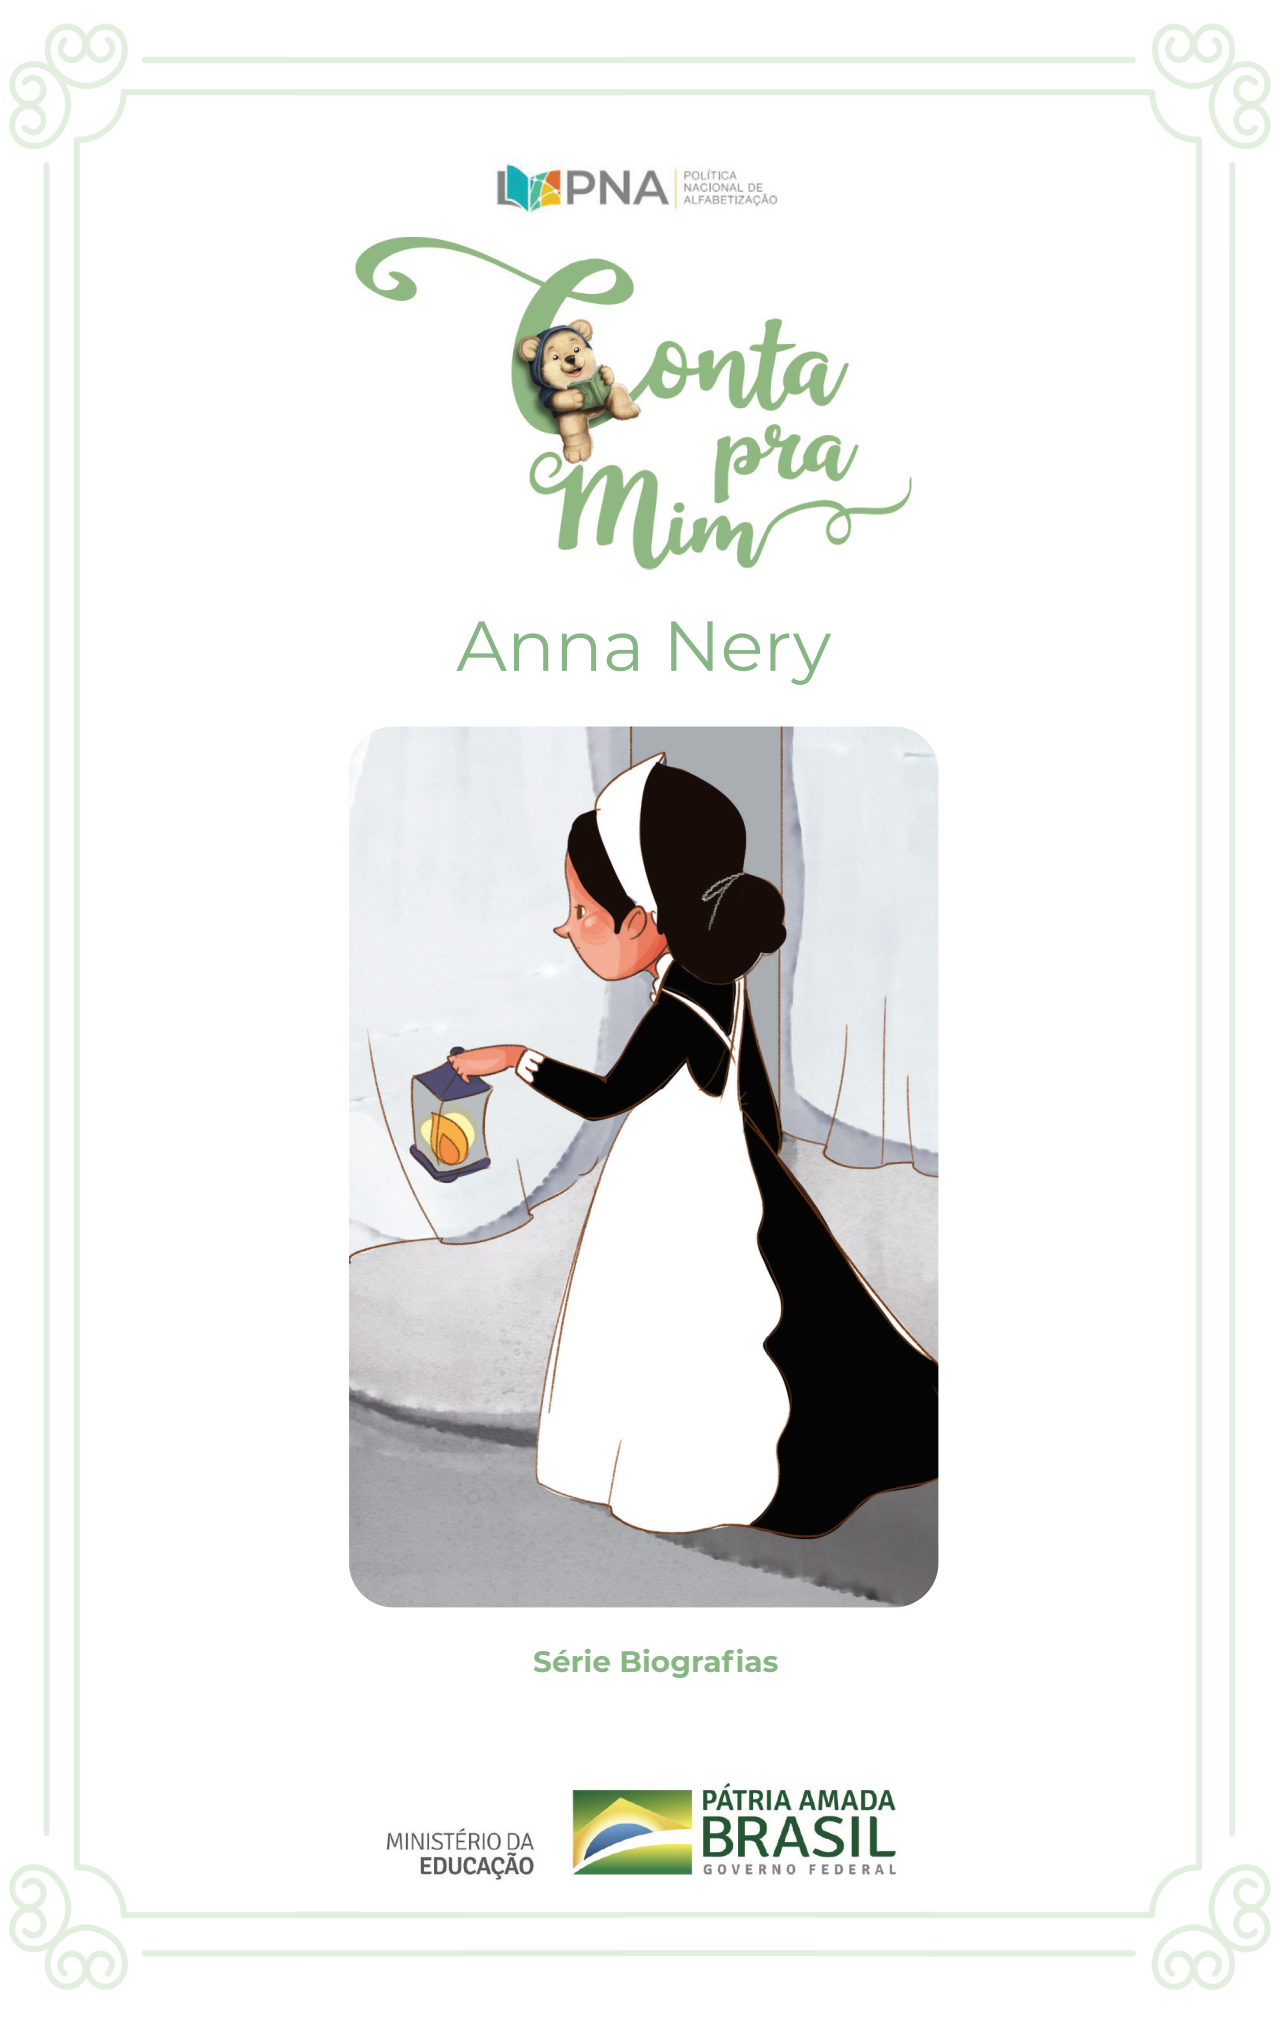 PNA
POLÍTICA
NACIONAL DE
ALFABETIZAÇÃO
Conta
pra
Mim
Anna Nery
Série Biografias
MINISTÉRIO DA
EDUCAÇÃO
PÁTRIA AMADA
BRASIL
GOVERNO FEDERAL